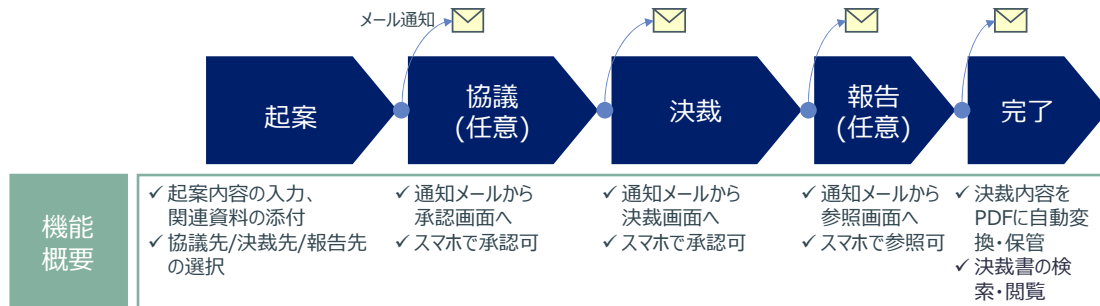 メール通知
起案
協議
(任意)
決裁
報告
(任意)
完了
機能
概要
✓ 起案内容の入力、
関連資料の添付
✓ 協議先/決裁先/報告先
の選択
✓ 通知メールから
承認画面へ
✓ スマホで承認可
✓ 通知メールから
決裁画面へ
✓ スマホで承認可
✓ 通知メールから
参照画面へ
✓ スマホで参照可
✓ 決裁内容を
PDFに自動変
換・保管
✓ 決裁書の検
索・閲覧